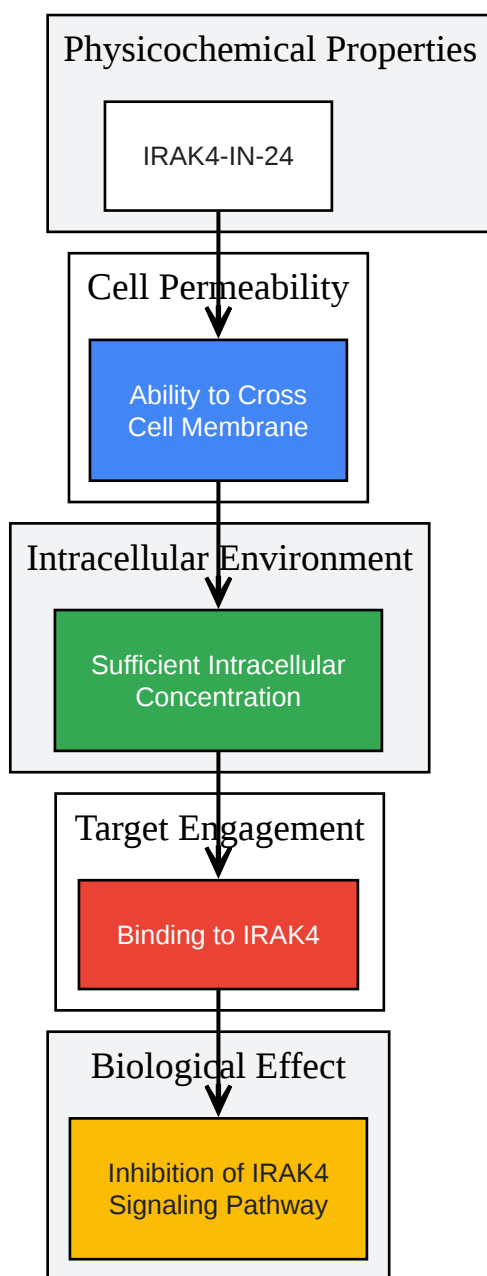 Physicochemical Properties
IRAK4-IN-24
Cell Permeability
Ability to Cross
Cell Membrane
Intracellular Environment
Sufficient Intracellular
Concentration
Target Engagement
Binding to IRAK4
Biological Effect
Inhibition of IRAK4
Signaling Pathway